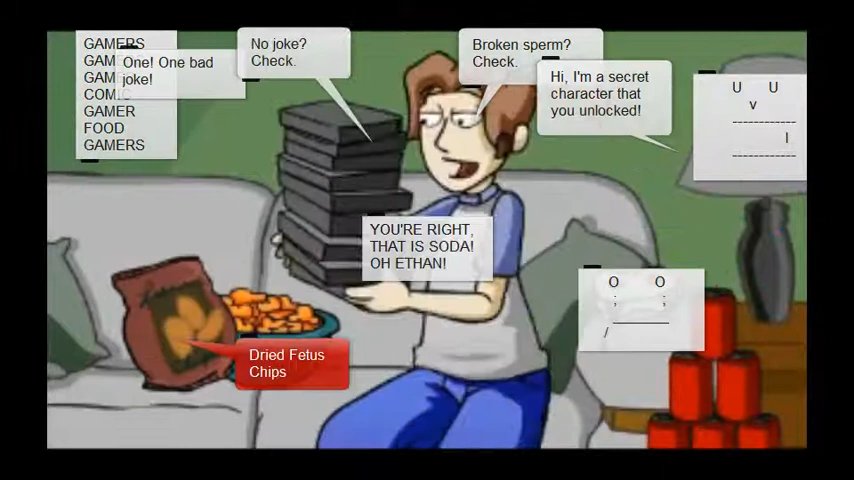 GAMERS
GAM
GAM
COMIC
GAMER
FOOD
GAMERS
One! One bad
joke!
No joke?
Check.
Broken sperm?
Check.
Hi, I'm a secret
character that
you unlocked!
U U
v
--------------
l
--------------
YOU'RE RIGHT,
THAT IS SODA!
OH ETHAN!
O O
; ;
________
/
Dried Fetus
Chips